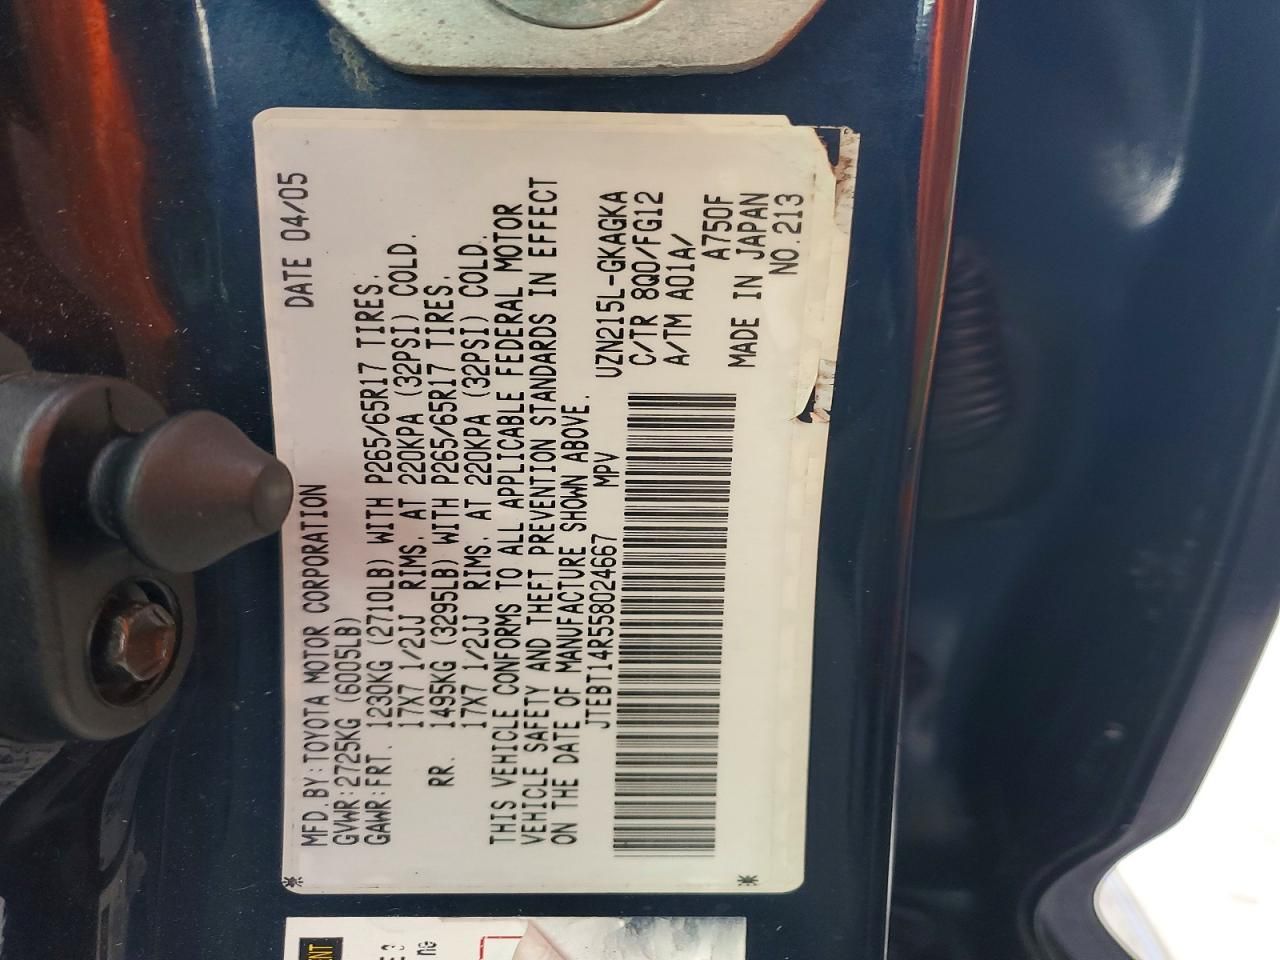 MFD.BY:TOYOTA MOTOR CORPORATION DATE 04/05
GVWR:2725KG (6005LB)
GAWR:FRT. 1230KG (2710LB) WITH P265/65R17 TIRES.
17X7 1/2JJ RIMS. AT 220KPA (32PSI) COLD.
RR. 1495KG (3295LB) WITH P265/65R17 TIRES.
17X7 1/2JJ RIMS. AT 220KPA (32PSI) COLD.
THIS VEHICLE CONFORMS TO ALL APPLICABLE FEDERAL MOTOR
VEHICLE SAFETY AND THEFT PREVENTION STANDARDS IN EFFECT
ON THE DATE OF MANUFACTURE SHOWN ABOVE.
JTEBT14R558024667 MPV UZN215L-GKAGKA
C/TR 8Q0/FG12
A/TM A01A/
A750F
MADE IN JAPAN
NO.213